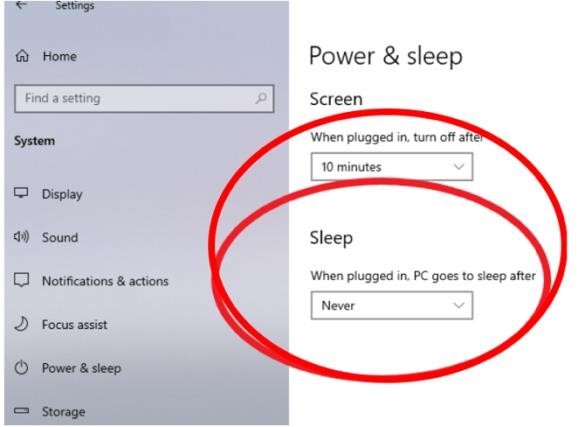 Settings
Home
Find a setting
System
Display
Sound
Notifications & actions
Focus assist
Power & sleep
Storage
Power & sleep
Screen
When plugged in, turn off after
10 minutes
Sleep
When plugged in, PC goes to sleep after
Never